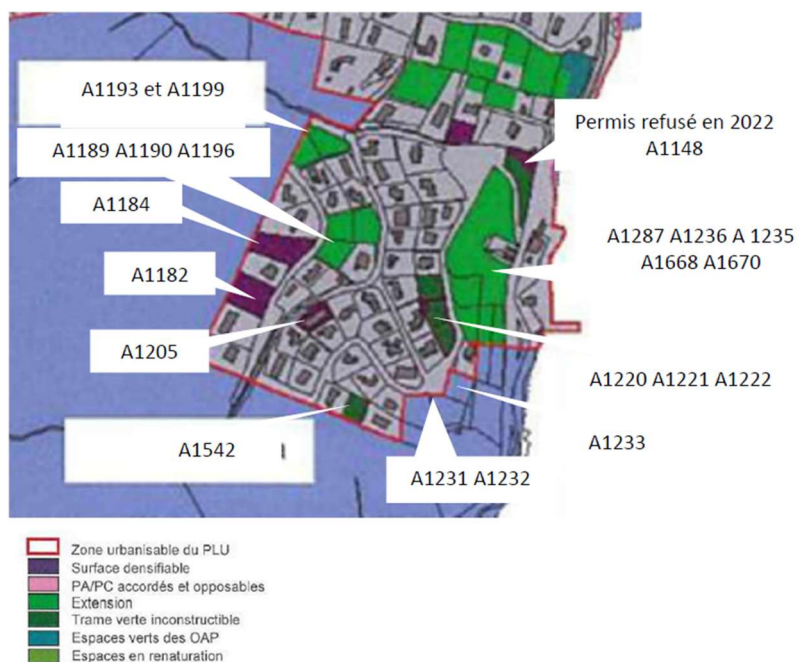 A1193 et A1199
A1189 A1190 A1196
A1184
A1182
A1205
A1542
Permis refusé en 2022
A1148
A1287 A1236 A 1235
A1668 A1670
A1220 A1221 A1222
A1233
A1231 A1232
Zone urbanisable du PLU
Surface densifiable
PA/PC accordés et opposables
Extension
Trame verte inconstructible
Espaces verts des OAP
Espaces en renaturation